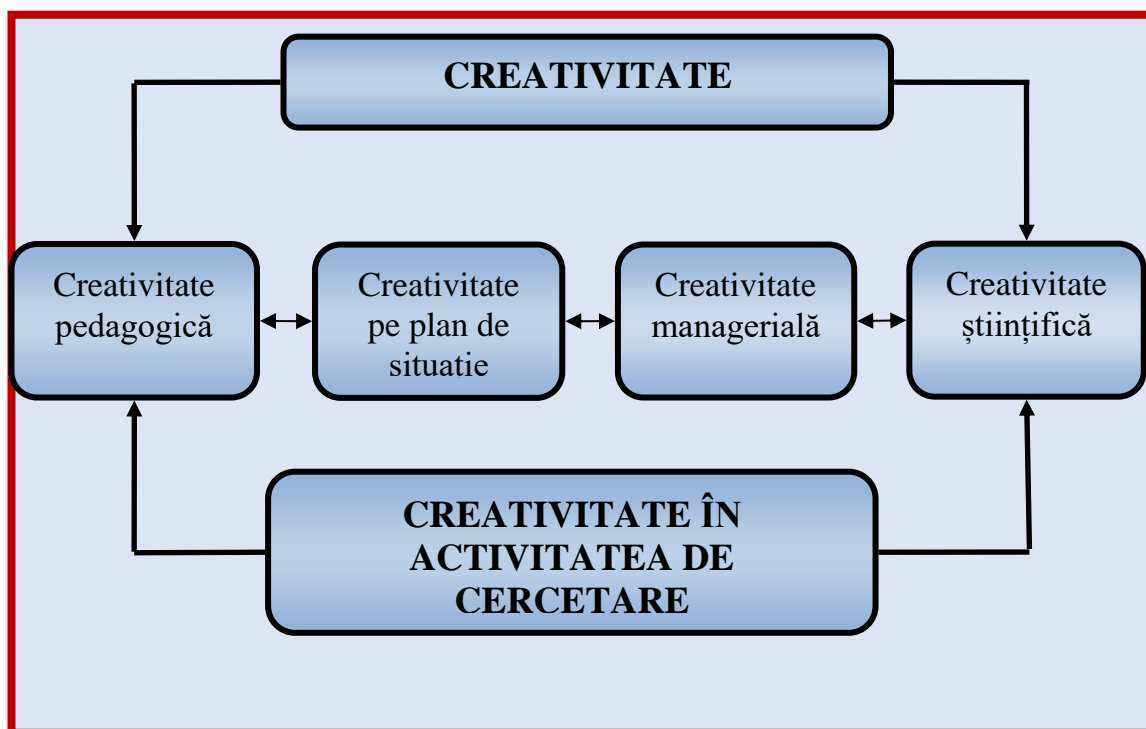 CREATIVITATE
Creativitate
pedagogică
Creativitate
pe plan de
situatie
Creativitate
managerială
Creativitate
științifică
CREATIVITATE ÎN
ACTIVITATEA DE
CERCETARE